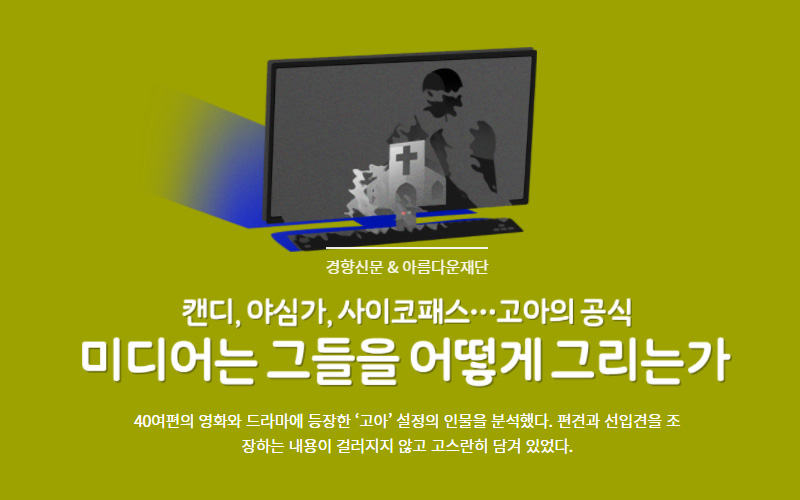 경향신문 & 아름다운재단
캔디, 야심가, 사이코패스…고아의 공식
미디어는 그들을 어떻게 그리는가
40여편의 영화와 드라마에 등장한 ‘고아’ 설정의 인물을 분석했다. 편견과 선입견을 조
장하는 내용이 걸러지지 않고 고스란히 담겨 있었다.